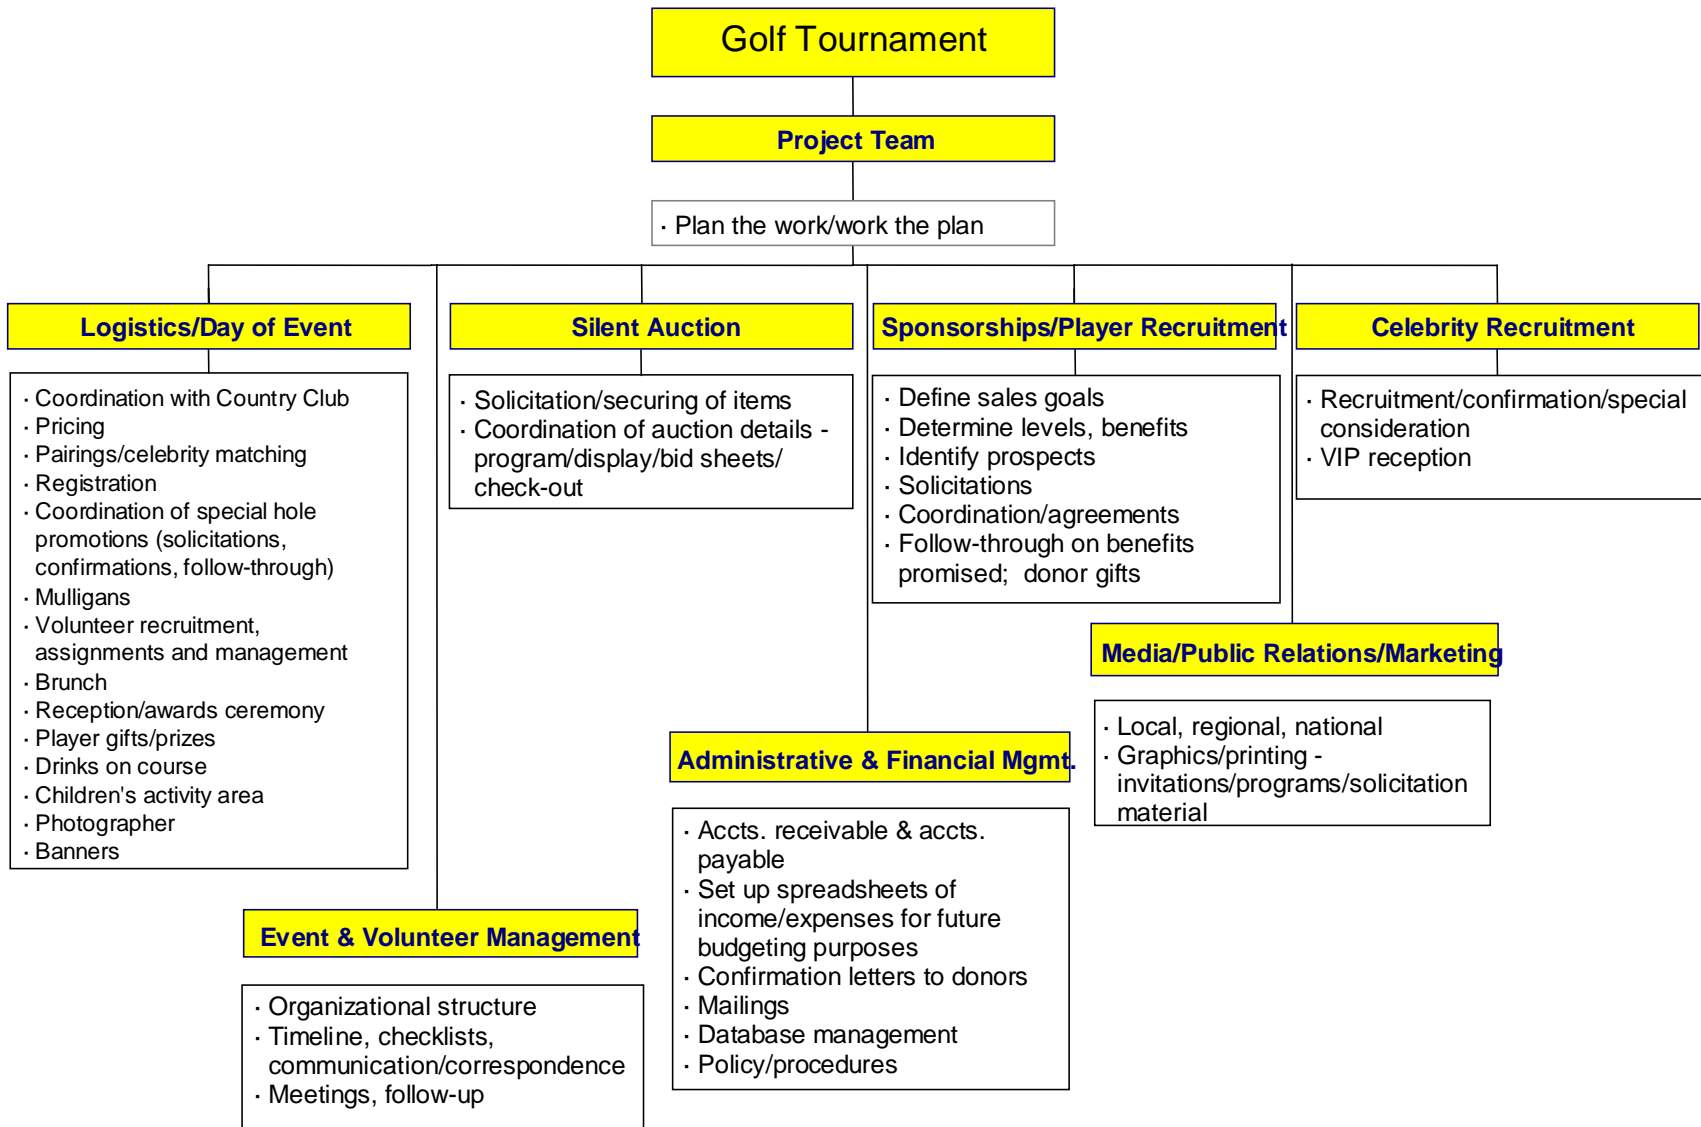 Golf Tournament
Project Team
· Plan the work/work the plan
Logistics/Day of Event
· Coordination with Country Club
· Pricing
· Pairings/celebrity matching
· Registration
· Coordination of special hole
promotions (solicitations,
confirmations, follow-through)
· Mulligans
· Volunteer recruitment,
assignments and management
· Brunch
· Reception/awards ceremony
· Player gifts/prizes
· Drinks on course
· Children's activity area
· Photographer
· Banners
Silent Auction
· Solicitation/securing of items
· Coordination of auction details -
program/display/bid sheets/
check-out
Sponsorships/Player Recruitment
· Define sales goals
· Determine levels, benefits
· Identify prospects
· Solicitations
· Coordination/agreements
· Follow-through on benefits
promised;  donor gifts
Celebrity Recruitment
· Recruitment/confirmation/special
consideration
· VIP reception
Media/Public Relations/Marketing
· Local, regional, national
· Graphics/printing -
invitations/programs/solicitation
material
Administrative & Financial Mgmt.
· Accts. receivable & accts.
payable
· Set up spreadsheets of
income/expenses for future
budgeting purposes
· Confirmation letters to donors
· Mailings
· Database management
· Policy/procedures
Event & Volunteer Management
· Organizational structure
· Timeline, checklists,
communication/correspondence
· Meetings, follow-up